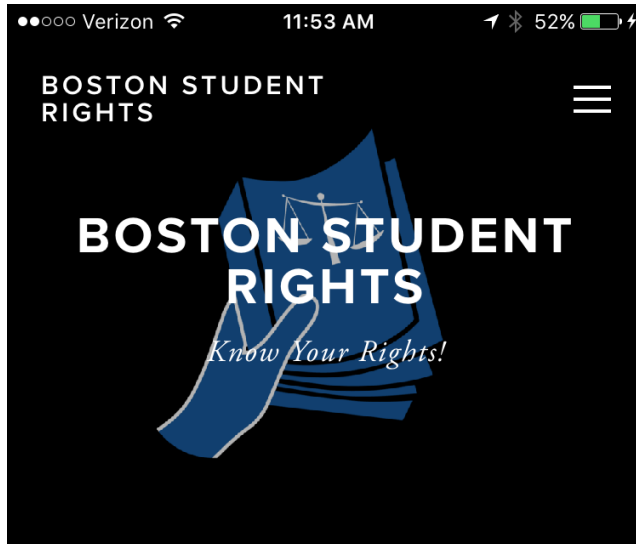 Verizon 11:53 AM 52%
BOSTON STUDENT
RIGHTS
BOSTON STUDENT
RIGHTS
Know Your Rights!